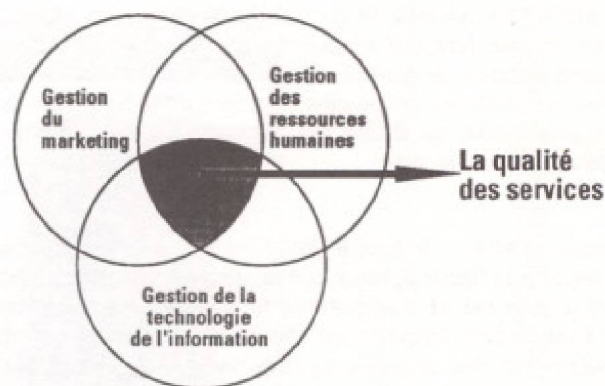 Gestion
du
marketing
Gestion
des
ressources
humaines
La qualité
des services
Gestion de la
technologie
de l'information